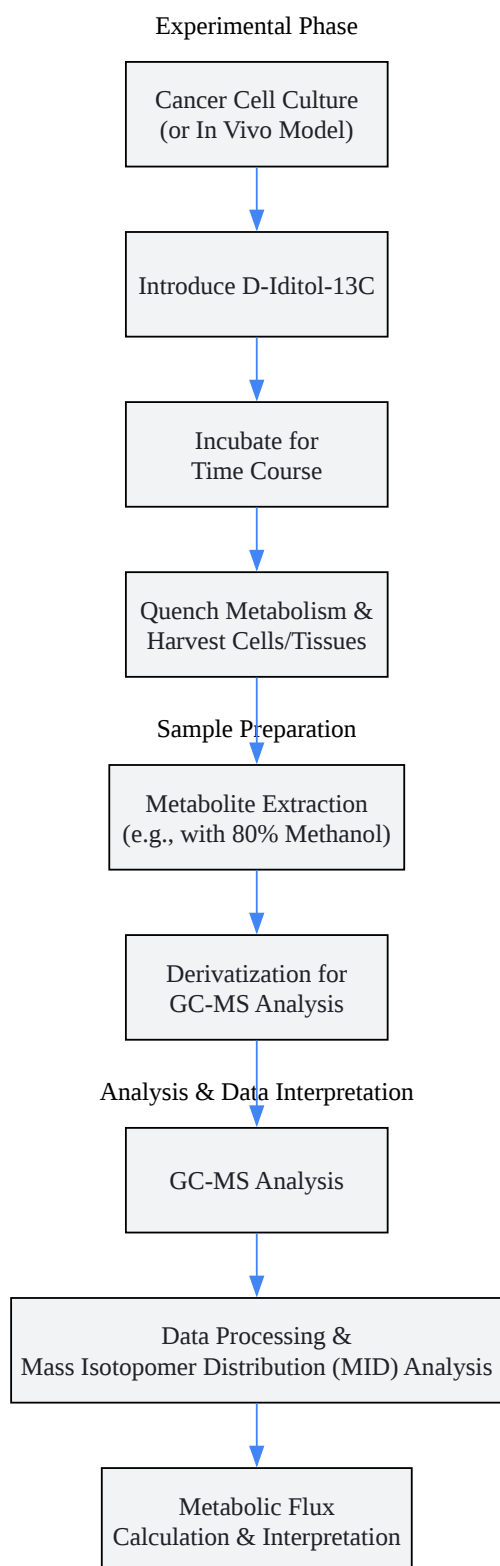 Experimental Phase
Cancer Cell Culture
(or In Vivo Model)
Introduce D-Iditol-13C
Incubate for
Time Course
Quench Metabolism &
Harvest Cells/Tissues
Sample Preparation
Metabolite Extraction
(e.g., with 80% Methanol)
Derivatization for
GC-MS Analysis
Analysis & Data Interpretation
GC-MS Analysis
Data Processing &
Mass Isotopomer Distribution (MID) Analysis
Metabolic Flux
Calculation & Interpretation